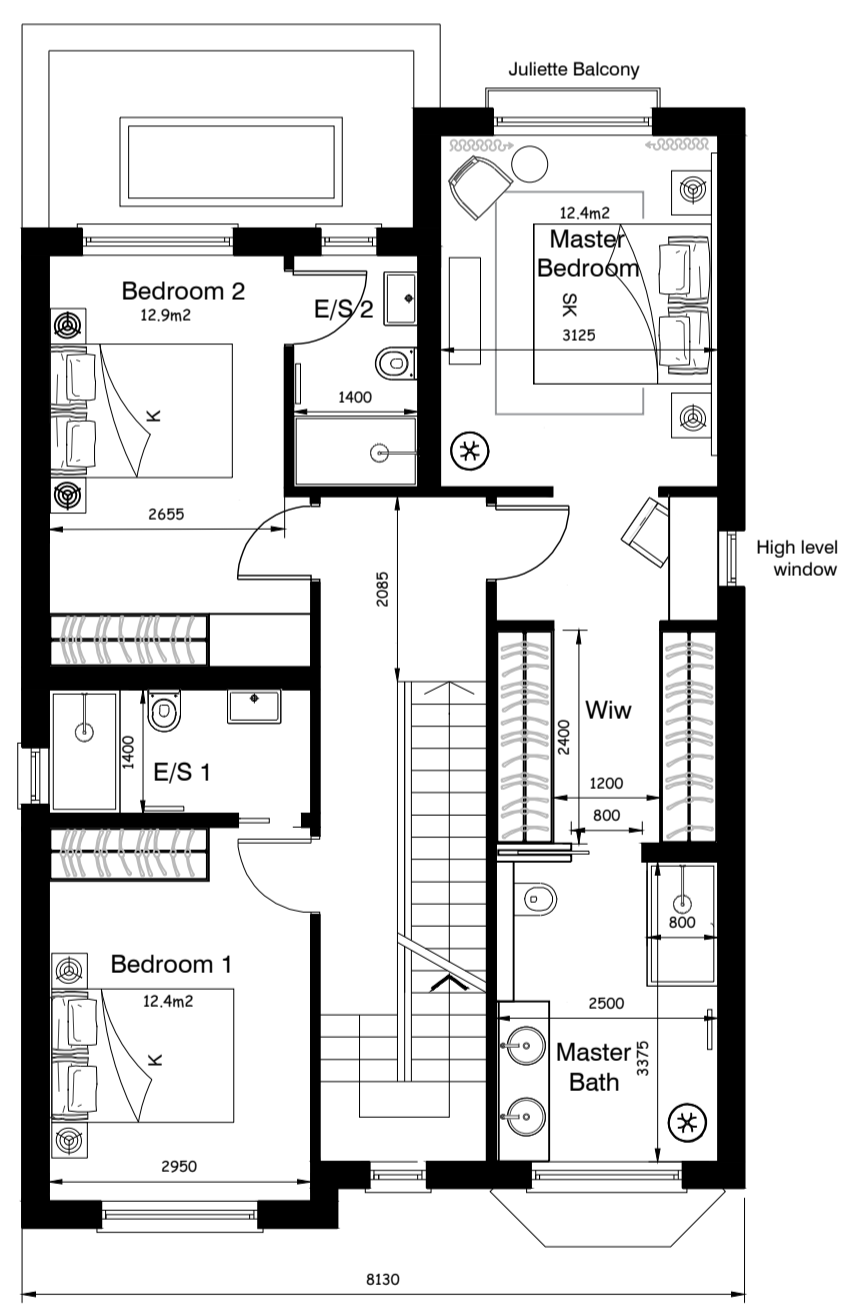 Juliette Balcony
12.4m2
Master
Bedroom
SK
3125
Bedroom 2
12.9m2
E/S 2
K
1400
2655
High level
window
2085
Wiw
2400
1200
800
1400
E/S 1
800
Bedroom 1
12.4m2
K
2500
Master
Bath
3375
2950
8130